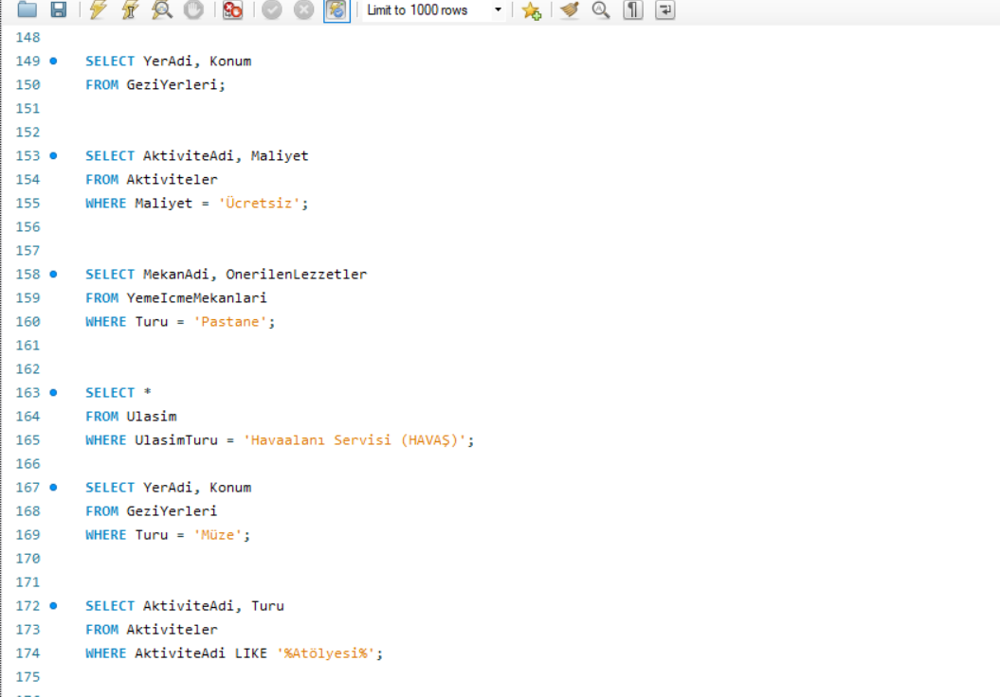 Limit to 1000 rows
148
149 SELECT YerAdi, Konum
150 FROM GeziYerleri;
151
152
153 SELECT AktiviteAdi, Maliyet
154 FROM Aktiviteler
155 WHERE Maliyet = 'Ücretsiz';
156
157
158 SELECT MekanAdi, OnerilenLezzetler
159 FROM YemeIcmeMekanlari
160 WHERE Turu = 'Pastane';
161
162
163 SELECT *
164 FROM Ulasim
165 WHERE UlasimTuru = 'Havaalanı Servisi (HAVAŞ)';
166
167 SELECT YerAdi, Konum
168 FROM GeziYerleri
169 WHERE Turu = 'Müze';
170
171
172 SELECT AktiviteAdi, Turu
173 FROM Aktiviteler
174 WHERE AktiviteAdi LIKE '%Atölyesi%';
175